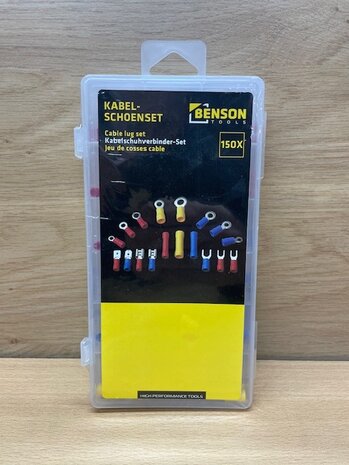 KABEL-
SCHOENSET
Cable lug set
Kabelschuhverbinder-Set
jeu de cosses cable
BENSON
TOOLS
150X
HIGH PERFORMANCE TOOLS